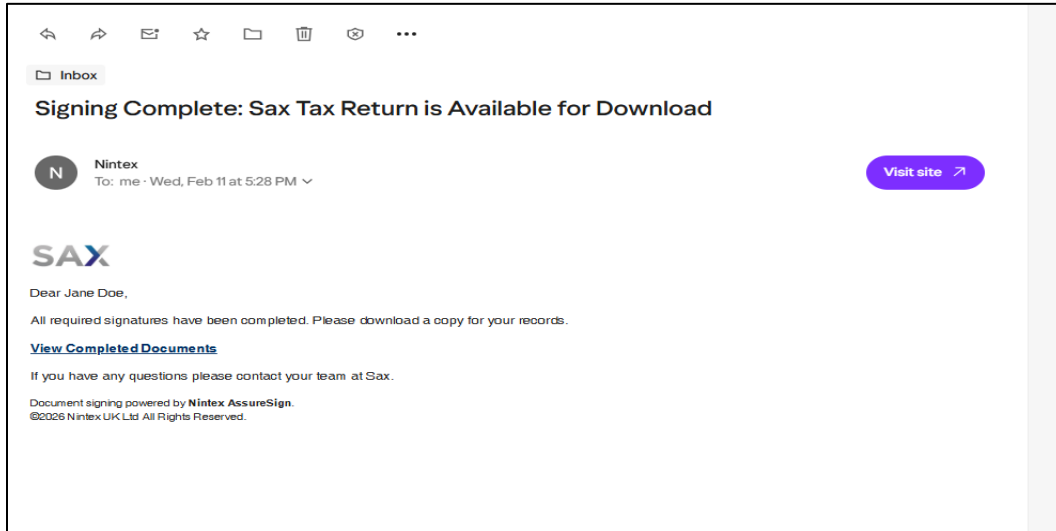 Inbox
Signing Complete: Sax Tax Return is Available for Download
N
Nintex
To: me · Wed, Feb 11 at 5:28 PM
Visit site
SAX
Dear Jane Doe,
All required signatures have been completed. Please download a copy for your records.
View Completed Documents
If you have any questions please contact your team at Sax.
Document signing powered by Nintex AssureSign.
©2026 Nintex UK Ltd All Rights Reserved.